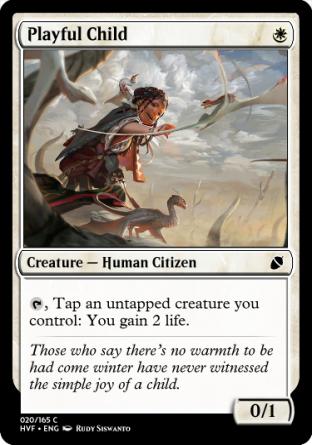 Playful Child
Creature — Human Citizen
, Tap an untapped creature you
control: You gain 2 life.
Those who say there's no warmth to be
had come winter have never witnessed
the simple joy of a child.
0/1
020/165 C
HVF • ENG Rudy Siswanto